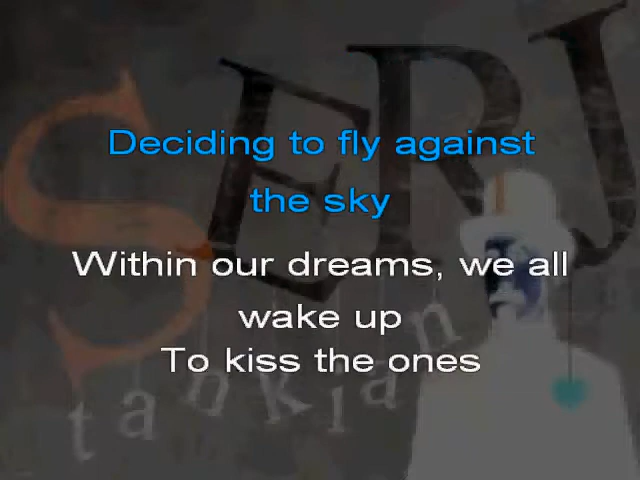 SERJ
tankian
Deciding to fly against
the sky
Within our dreams, we all
wake up
To kiss the ones